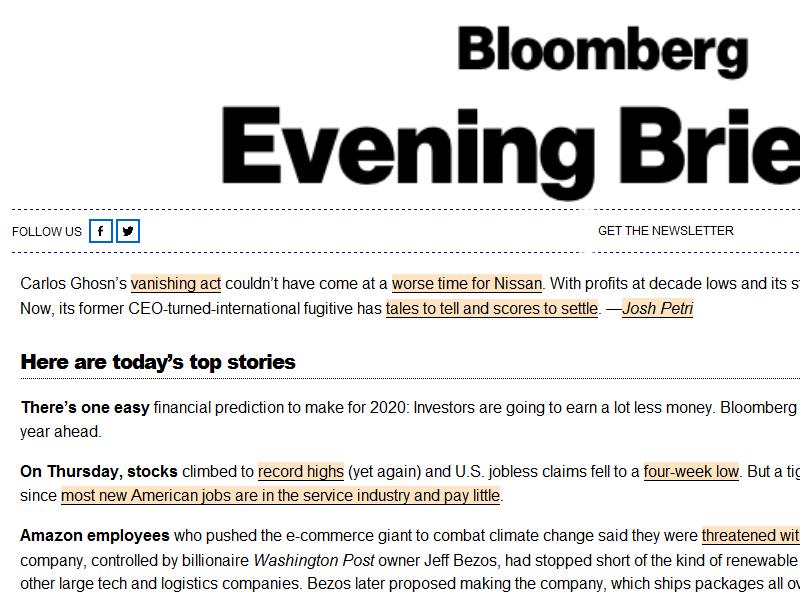 Bloomberg
Evening Brie
FOLLOW US
GET THE NEWSLETTER
Carlos Ghosn’s vanishing act couldn’t have come at a worse time for Nissan. With profits at decade lows and its s
Now, its former CEO-turned-international fugitive has tales to tell and scores to settle. —Josh Petri
Here are today’s top stories
There’s one easy financial prediction to make for 2020: Investors are going to earn a lot less money. Bloomberg
year ahead.
On Thursday, stocks climbed to record highs (yet again) and U.S. jobless claims fell to a four-week low. But a tig
since most new American jobs are in the service industry and pay little.
Amazon employees who pushed the e-commerce giant to combat climate change said they were threatened wit
company, controlled by billionaire Washington Post owner Jeff Bezos, had stopped short of the kind of renewable
other large tech and logistics companies. Bezos later proposed making the company, which ships packages all ov